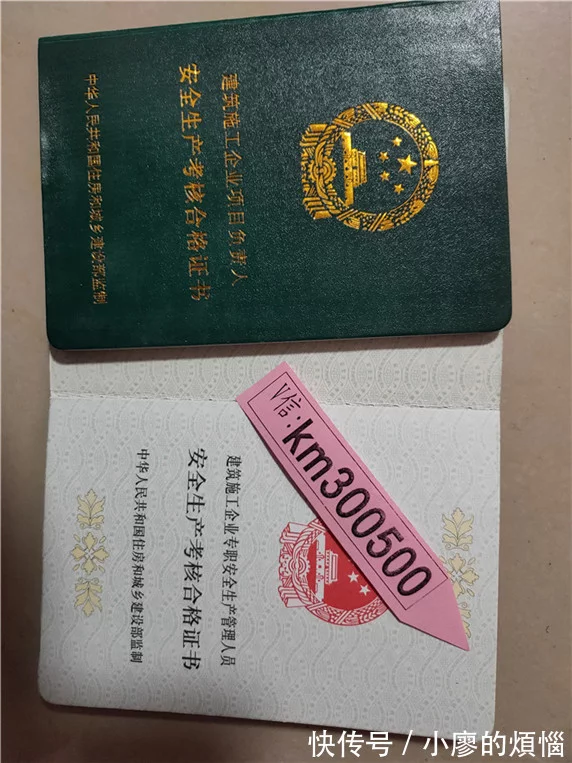 建筑施工企业项目负责人
安全生产考核合格证书
中华人民共和国住房和城乡建设部监制
V信:km300500
建筑施工企业专职安全生产管理人员
安全生产考核合格证书
中华人民共和国住房和城乡建设部监制
快传号 / 小廖的煩惱